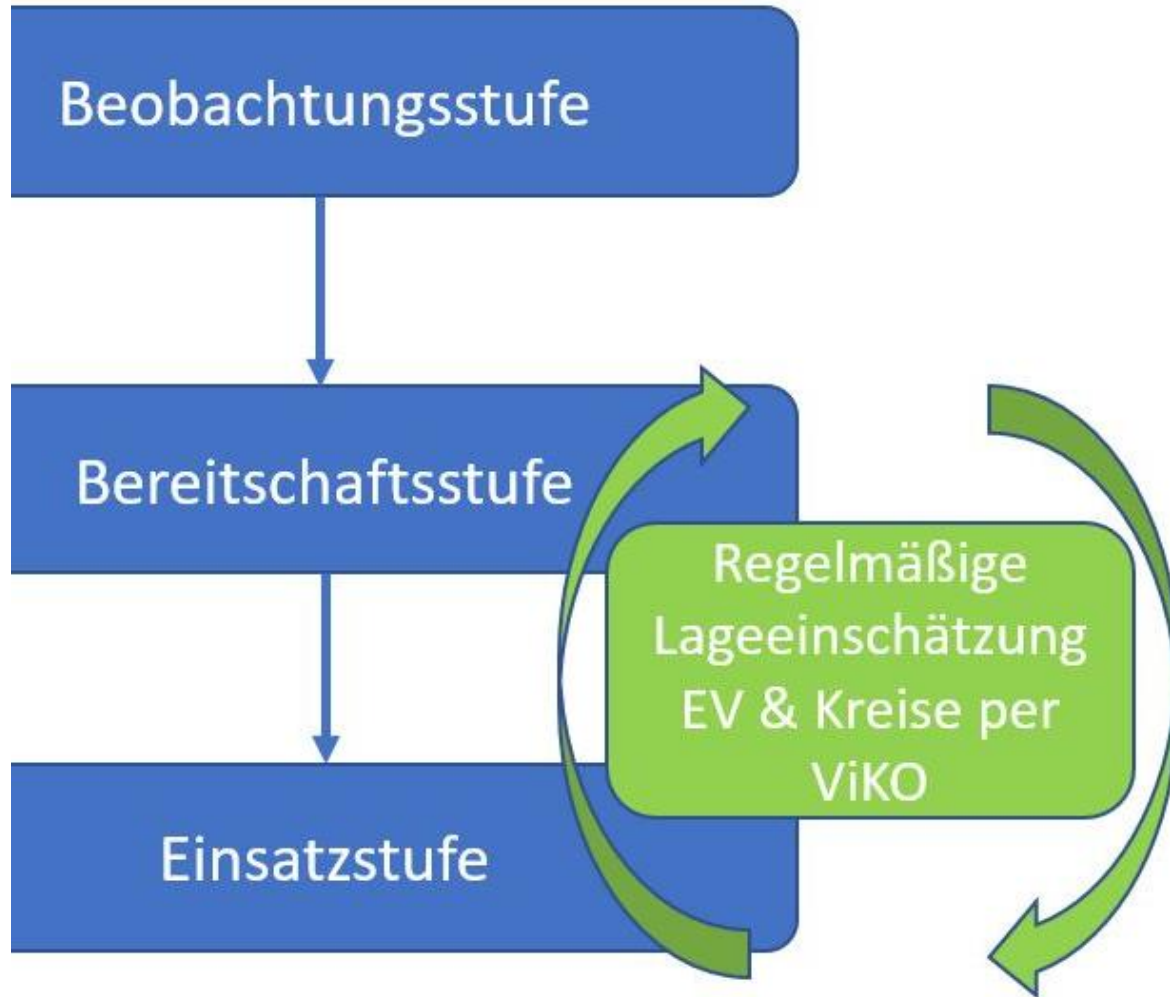 Beobachtungsstufe
Bereitschaftsstufe
Regelmäßige
Lageeinschätzung
EV & Kreise per
ViKO
Einsatzstufe